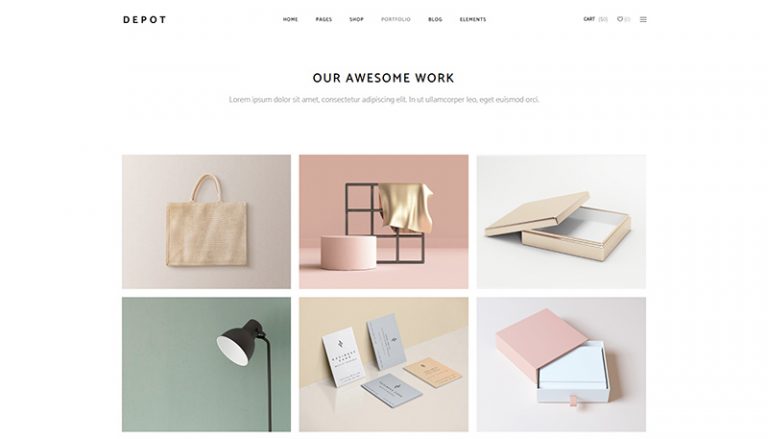 DEPOT
HOME PAGES SHOP PORTFOLIO BLOG ELEMENTS
CART ($0) (0)
OUR AWESOME WORK
Lorem ipsum dolor sit amet, consectetur adipiscing elit. In ut ullamcorper leo, eget euismod orci.